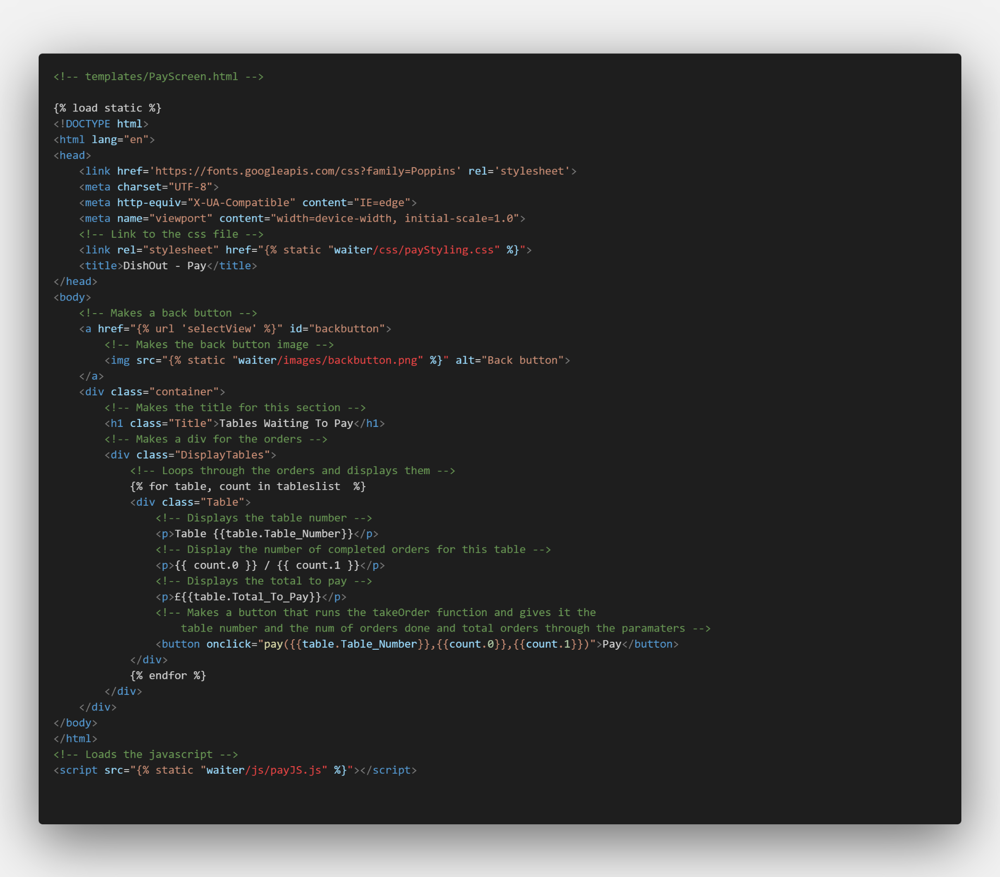 <!-- templates/PayScreen.html -->

{% load static %}
<!DOCTYPE html>
<html lang="en">
<head>
    <link href='https://fonts.googleapis.com/css?family=Poppins' rel='stylesheet'>
    <meta charset="UTF-8">
    <meta http-equiv="X-UA-Compatible" content="IE=edge">
    <meta name="viewport" content="width=device-width, initial-scale=1.0">
    <!-- Link to the css file -->
    <link rel="stylesheet" href="{% static "waiter/css/payStyling.css" %}">
    <title>DishOut - Pay</title>
</head>
<body>
    <!-- Makes a back button -->
    <a href="{% url 'selectView' %}" id="backbutton">
        <!-- Makes the back button image -->
        <img src="{% static "waiter/images/backbutton.png" %}" alt="Back button">
    </a>
    <div class="container">
        <!-- Makes the title for this section -->
        <h1 class="Title">Tables Waiting To Pay</h1>
        <!-- Makes a div for the orders -->
        <div class="DisplayTables">
            <!-- Loops through the orders and displays them -->
            {% for table, count in tableslist  %}
            <div class="Table">
                <!-- Displays the table number -->
                <p>Table {{table.Table_Number}}</p>
                <!-- Display the number of completed orders for this table -->
                <p>{{ count.0 }} / {{ count.1 }}</p>
                <!-- Displays the total to pay -->
                <p>£{{table.Total_To_Pay}}</p>
                <!-- Makes a button that runs the takeOrder function and gives it the
                    table number and the num of orders done and total orders through the paramaters -->
                <button onclick="pay({{table.Table_Number}},{{count.0}},{{count.1}})">Pay</button>
            </div>
            {% endfor %}
        </div>
    </div>
</body>
</html>
<!-- Loads the javascript -->
<script src="{% static "waiter/js/payJS.js" %}"></script>